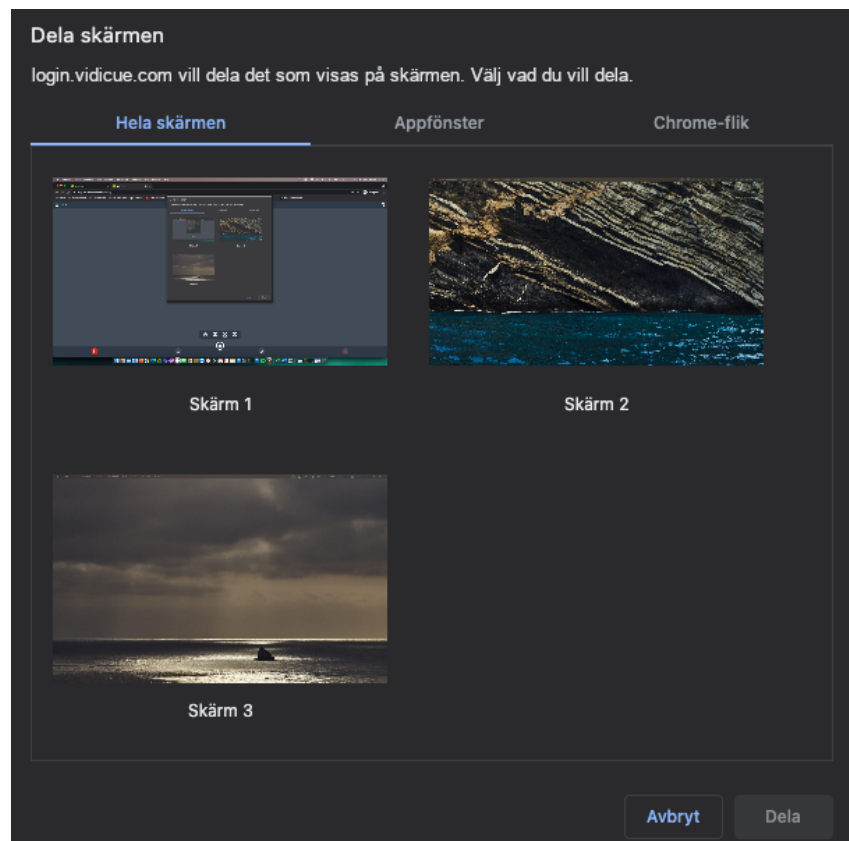 Dela skärmen
login.vidicue.com vill dela det som visas på skärmen. Välj vad du vill dela.
Hela skärmen
Appfönster
Chrome-flik
Skärm 1
Skärm 2
Skärm 3
Avbryt
Dela